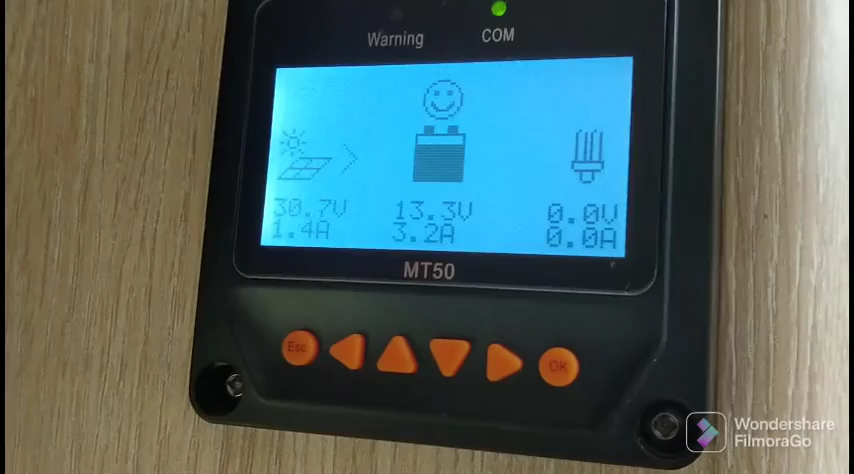 Warning COM
30.7V 13.3V 0.0V
1.4A 3.2A 0.0A
MT50
Esc OK
Wondershare
FilmoraGo